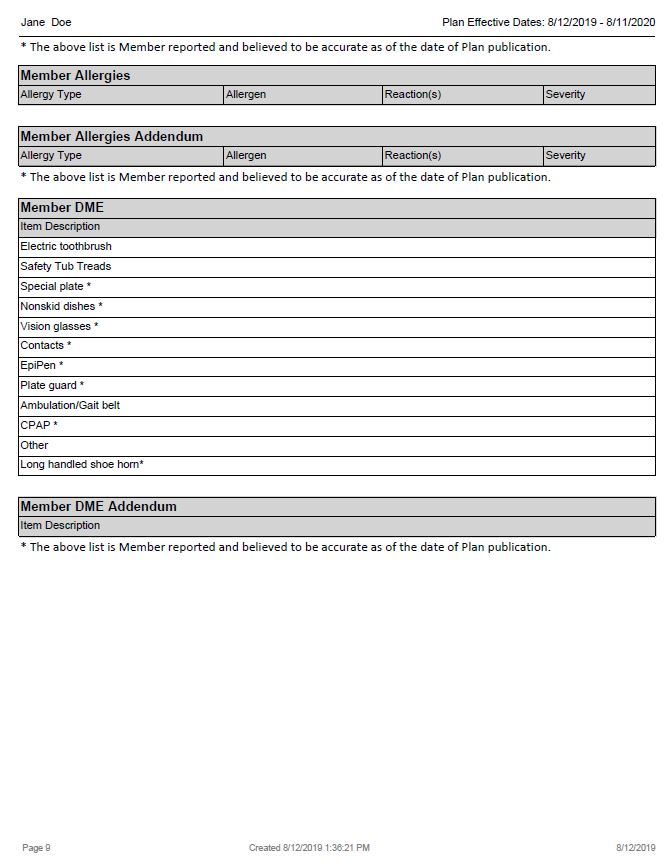 Jane Doe Plan Effective Dates: 8/12/2019 - 8/11/2020
* The above list is Member reported and believed to be accurate as of the date of Plan publication.
Member Allergies
Allergy Type Allergen Reaction(s) Severity
Member Allergies Addendum
Allergy Type Allergen Reaction(s) Severity
* The above list is Member reported and believed to be accurate as of the date of Plan publication.
Member DME
Item Description
Electric toothbrush
Safety Tub Treads
Special plate *
Nonskid dishes *
Vision glasses *
Contacts *
EpiPen *
Plate guard *
Ambulation/Gait belt
CPAP *
Other
Long handled shoe horn*
Member DME Addendum
Item Description
* The above list is Member reported and believed to be accurate as of the date of Plan publication.
Page 9 Created 8/12/2019 1:36:21 PM 8/12/2019